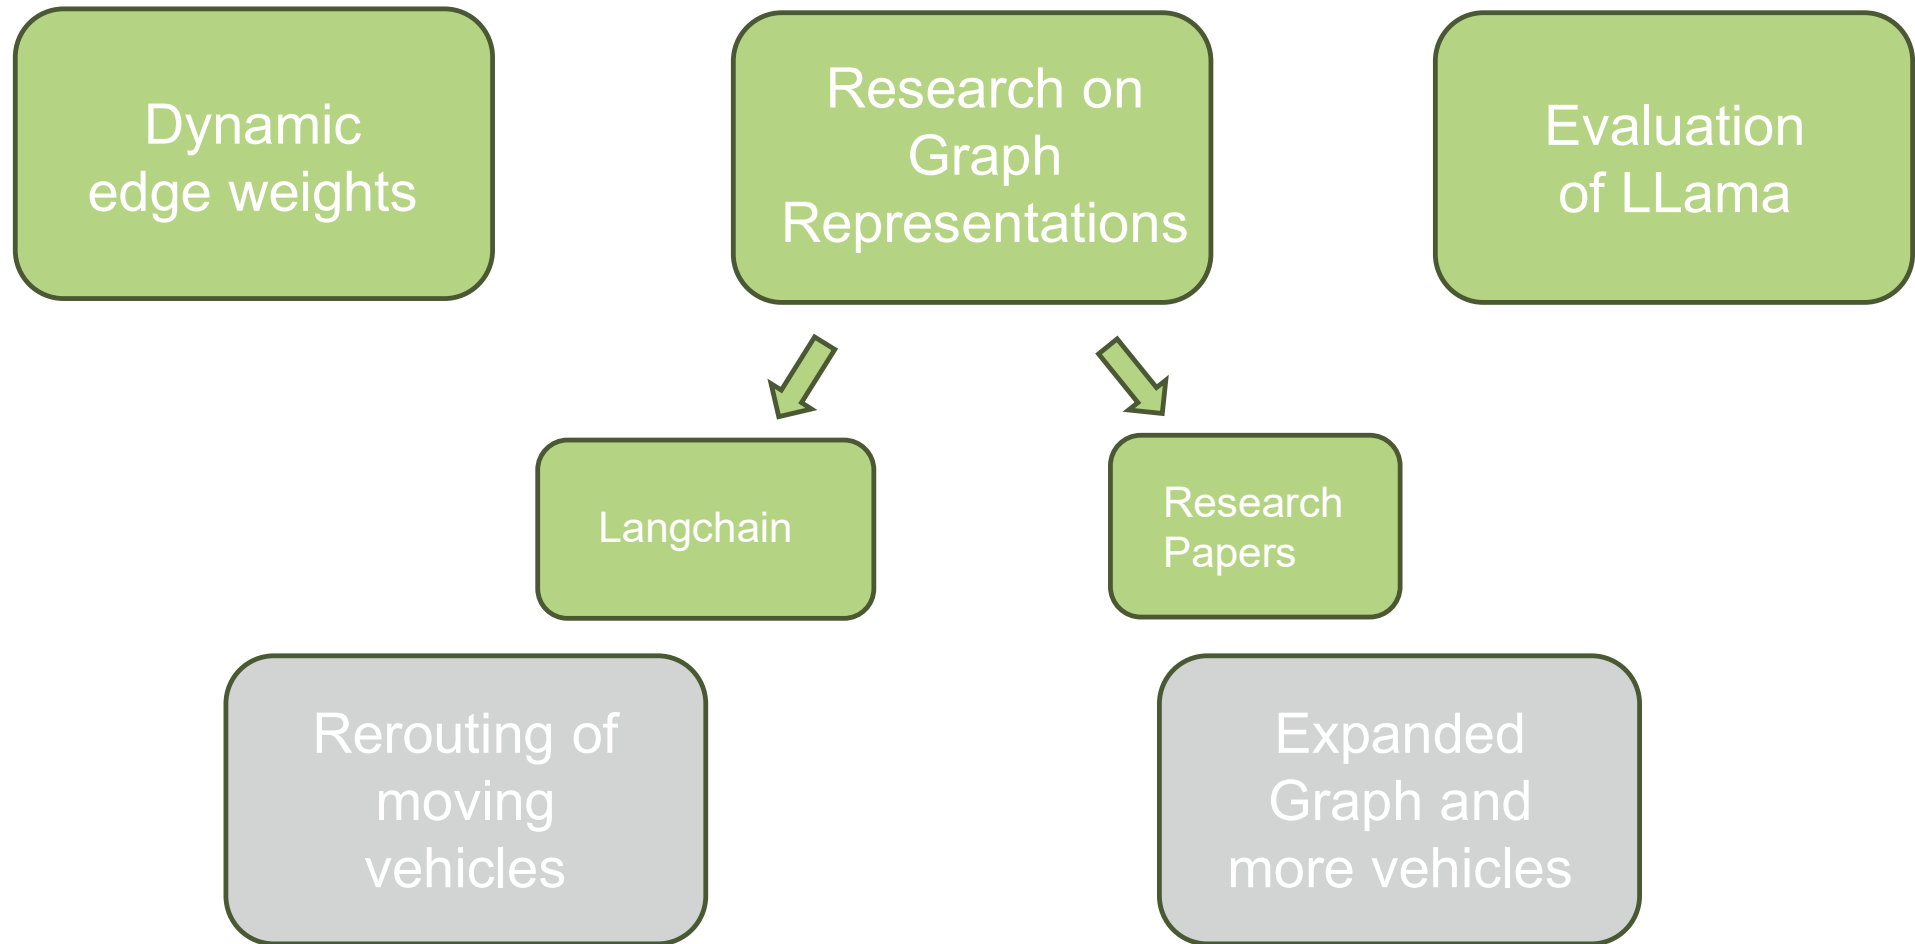 Dynamic
edge weights
Research on
Graph
Representations
Evaluation
of LLama
Langchain
Research
Papers
Rerouting of
moving
vehicles
Expanded
Graph and
more vehicles